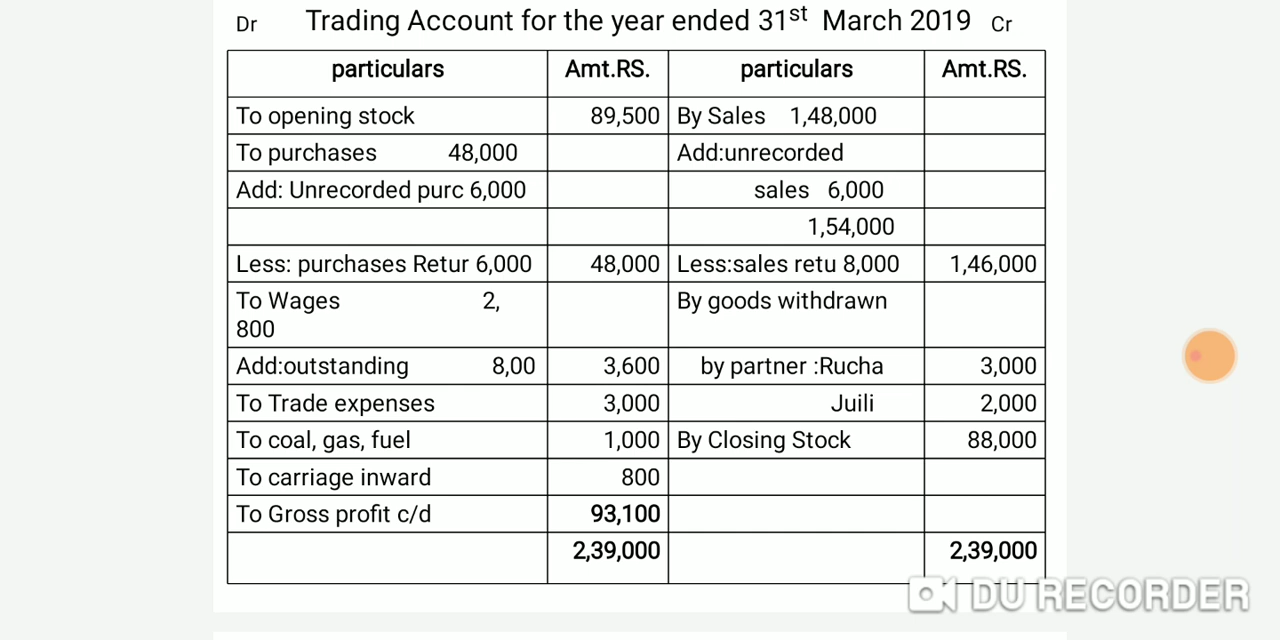 Dr Trading Account for the year ended 31st March 2019 Cr
particulars Amt.RS. particulars Amt.RS.
To opening stock 89,500 By Sales 1,48,000
To purchases 48,000 Add:unrecorded
Add: Unrecorded purc 6,000 sales 6,000
1,54,000
Less: purchases Retur 6,000 48,000 Less:sales retu 8,000 1,46,000
To Wages 2, By goods withdrawn
800
Add:outstanding 8,00 3,600 by partner :Rucha 3,000
To Trade expenses 3,000 Juili 2,000
To coal, gas, fuel 1,000 By Closing Stock 88,000
To carriage inward 800
To Gross profit c/d 93,100
2,39,000 2,39,000
DU RECORDER